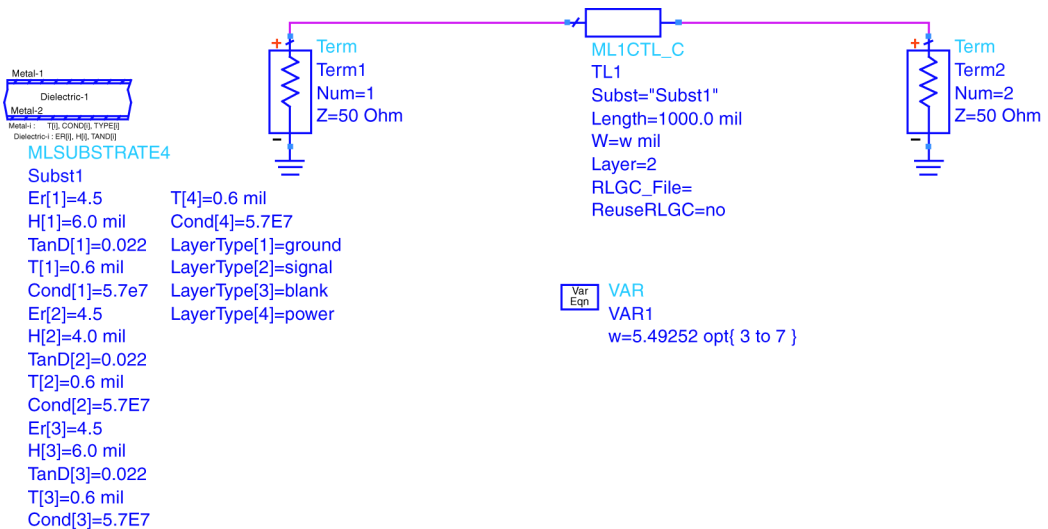 Term
Term1
Num=1
Z=50 Ohm
ML1CTL_C
TL1
Subst="Subst1"
Length=1000.0 mil
W=w mil
Layer=2
RLGC_File=
ReuseRLGC=no
Term
Term2
Num=2
Z=50 Ohm
Metal-1
Dielectric-1
Metal-2
Metal-i : T[i], COND[i], TYPE[i]
Dielectric-i : ER[i], H[i], TAND[i]
MLSUBSTRATE4
Subst1
Er[1]=4.5
H[1]=6.0 mil
TanD[1]=0.022
T[1]=0.6 mil
Cond[1]=5.7e7
Er[2]=4.5
H[2]=4.0 mil
TanD[2]=0.022
T[2]=0.6 mil
Cond[2]=5.7E7
Er[3]=4.5
H[3]=6.0 mil
TanD[3]=0.022
T[3]=0.6 mil
Cond[3]=5.7E7
T[4]=0.6 mil
Cond[4]=5.7E7
LayerType[1]=ground
LayerType[2]=signal
LayerType[3]=blank
LayerType[4]=power
Var
Eqn
VAR
VAR1
w=5.49252 opt{ 3 to 7 }